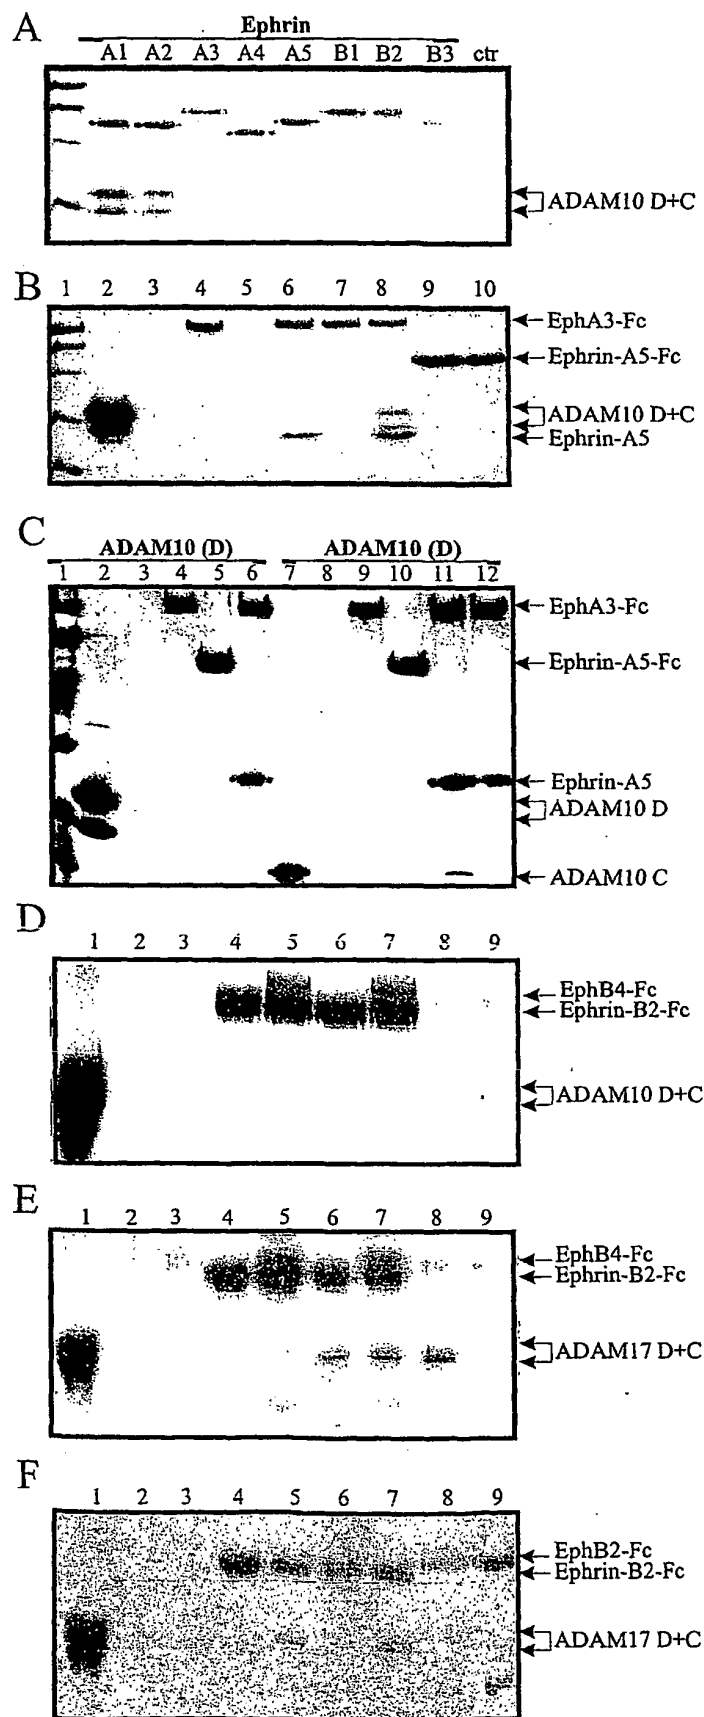 A
Ephrin
A1 A2 A3 A4 A5 B1 B2 B3 ctr
ADAM10 D+C
B
1 2 3 4 5 6 7 8 9 10
EphA3-Fc
Ephrin-A5-Fc
ADAM10 D+C
Ephrin-A5
C
ADAM10 (D) ADAM10 (D)
1 2 3 4 5 6 7 8 9 10 11 12
EphA3-Fc
Ephrin-A5-Fc
Ephrin-A5
ADAM10 D
ADAM10 C
D
1 2 3 4 5 6 7 8 9
EphB4-Fc
Ephrin-B2-Fc
ADAM10 D+C
E
1 2 3 4 5 6 7 8 9
EphB4-Fc
Ephrin-B2-Fc
ADAM17 D+C
F
1 2 3 4 5 6 7 8 9
EphB2-Fc
Ephrin-B2-Fc
ADAM17 D+C